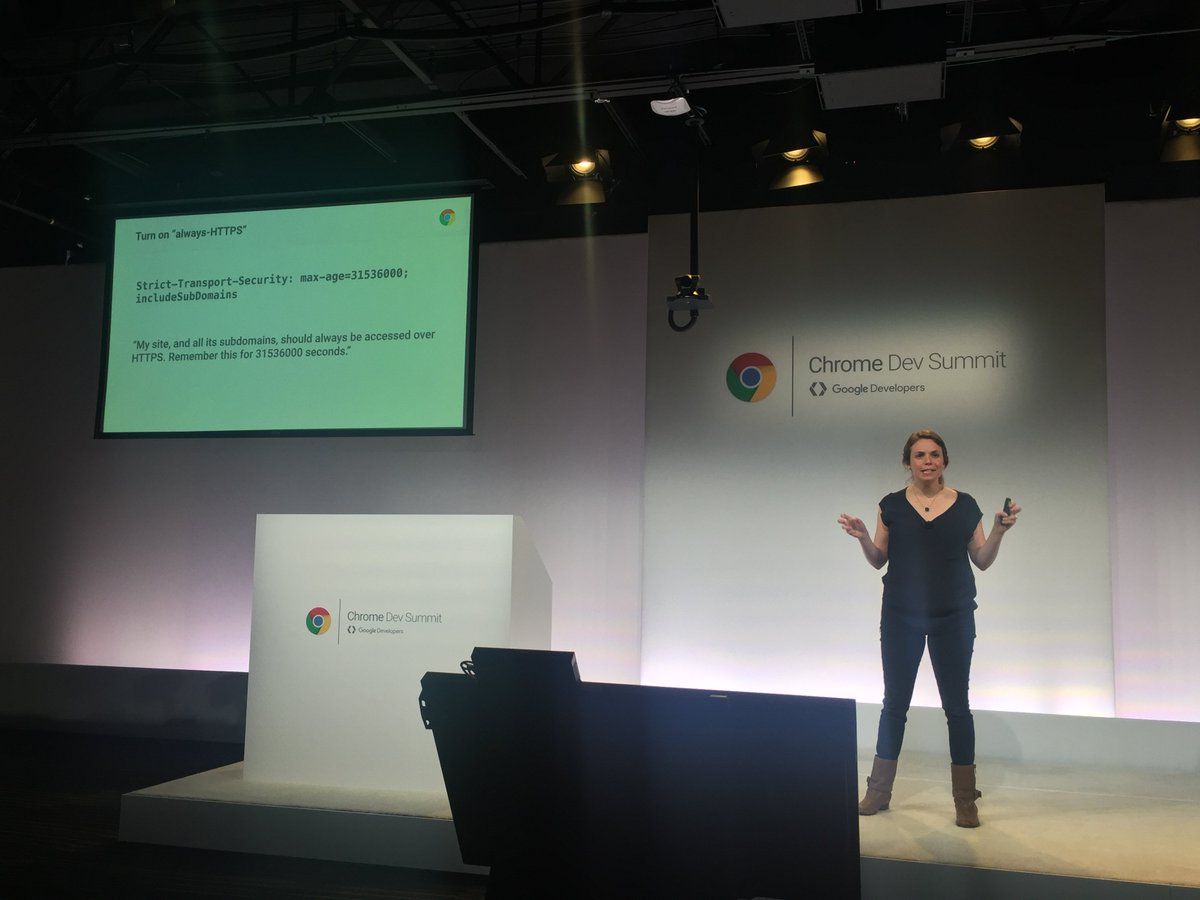 Turn on “always-HTTPS”
Strict-Transport-Security: max-age=31536000;
includeSubDomains
“My site, and all its subdomains, should always be accessed over
HTTPS. Remember this for 31536000 seconds.”
Chrome Dev Summit
Google Developers
Chrome Dev Summit
Google Developers